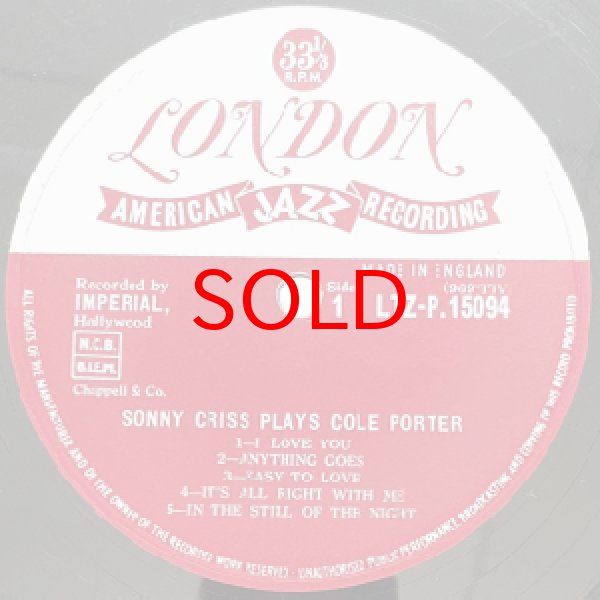 33 1/3
R.P.M.
LONDON
AMERICAN JAZZ RECORDING
MADE IN ENGLAND
Recorded by
IMPERIAL,
Hollywood
Side
1
LTZ-P.15094
SOLD
N.C.B.
B.I.E.M.
Chappell & Co.
SONNY CRISS PLAYS COLE PORTER
1—I LOVE YOU
2—ANYTHING GOES
3—EASY TO LOVE
4—IT'S ALL RIGHT WITH ME
5—IN THE STILL OF THE NIGHT
ALL RIGHTS OF THE MANUFACTURER AND OF THE OWNER OF THE RECORDED WORK RESERVED · UNAUTHORISED PUBLIC PERFORMANCE, BROADCASTING AND COPYING OF THIS RECORD PROHIBITED